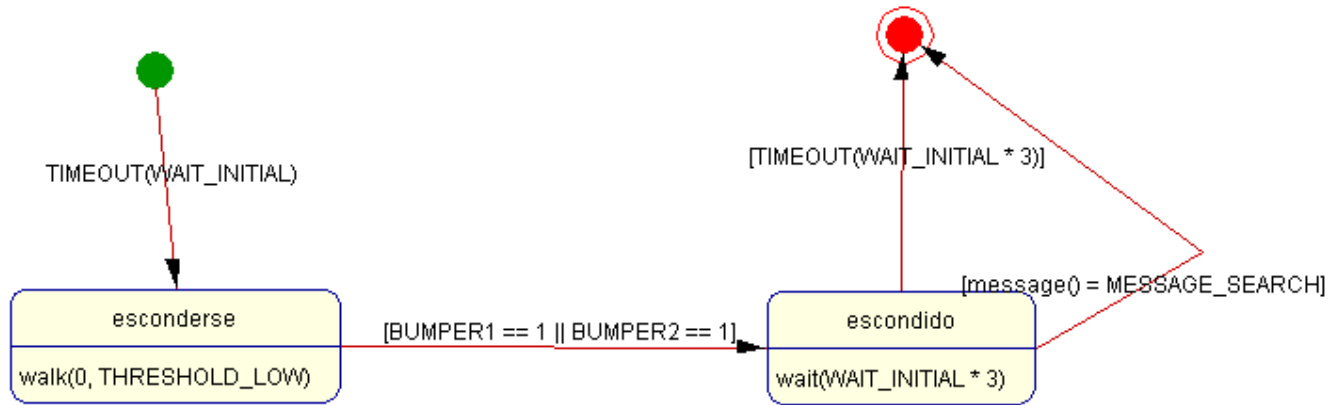 TIMEOUT(WAIT_INITIAL)
[TIMEOUT(WAIT_INITIAL * 3)]
[message() = MESSAGE_SEARCH]
esconderse
walk(0, THRESHOLD_LOW)
[BUMPER1 == 1 || BUMPER2 == 1]
escondido
wait(WAIT_INITIAL * 3)